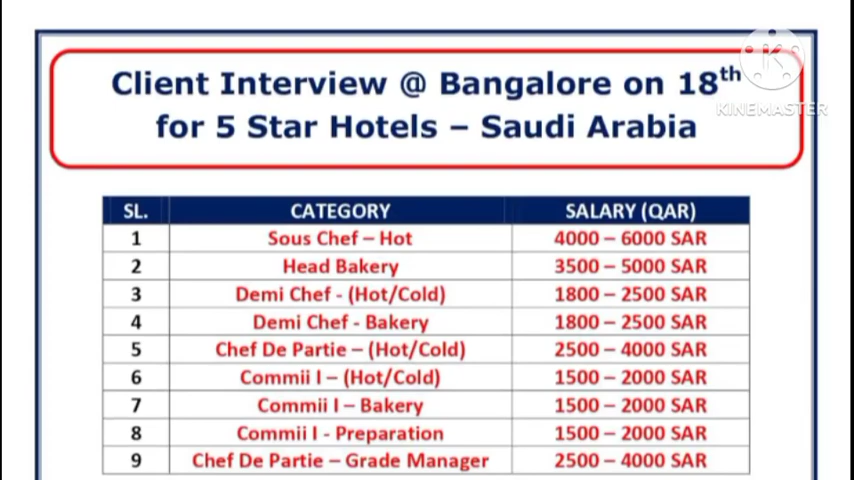 Client Interview @ Bangalore on 18th
for 5 Star Hotels – Saudi Arabia
KINEMASTER
SL. CATEGORY SALARY (QAR)
1 Sous Chef – Hot 4000 – 6000 SAR
2 Head Bakery 3500 – 5000 SAR
3 Demi Chef - (Hot/Cold) 1800 – 2500 SAR
4 Demi Chef - Bakery 1800 – 2500 SAR
5 Chef De Partie – (Hot/Cold) 2500 – 4000 SAR
6 Commii I – (Hot/Cold) 1500 – 2000 SAR
7 Commii I – Bakery 1500 – 2000 SAR
8 Commii I - Preparation 1500 – 2000 SAR
9 Chef De Partie – Grade Manager 2500 – 4000 SAR